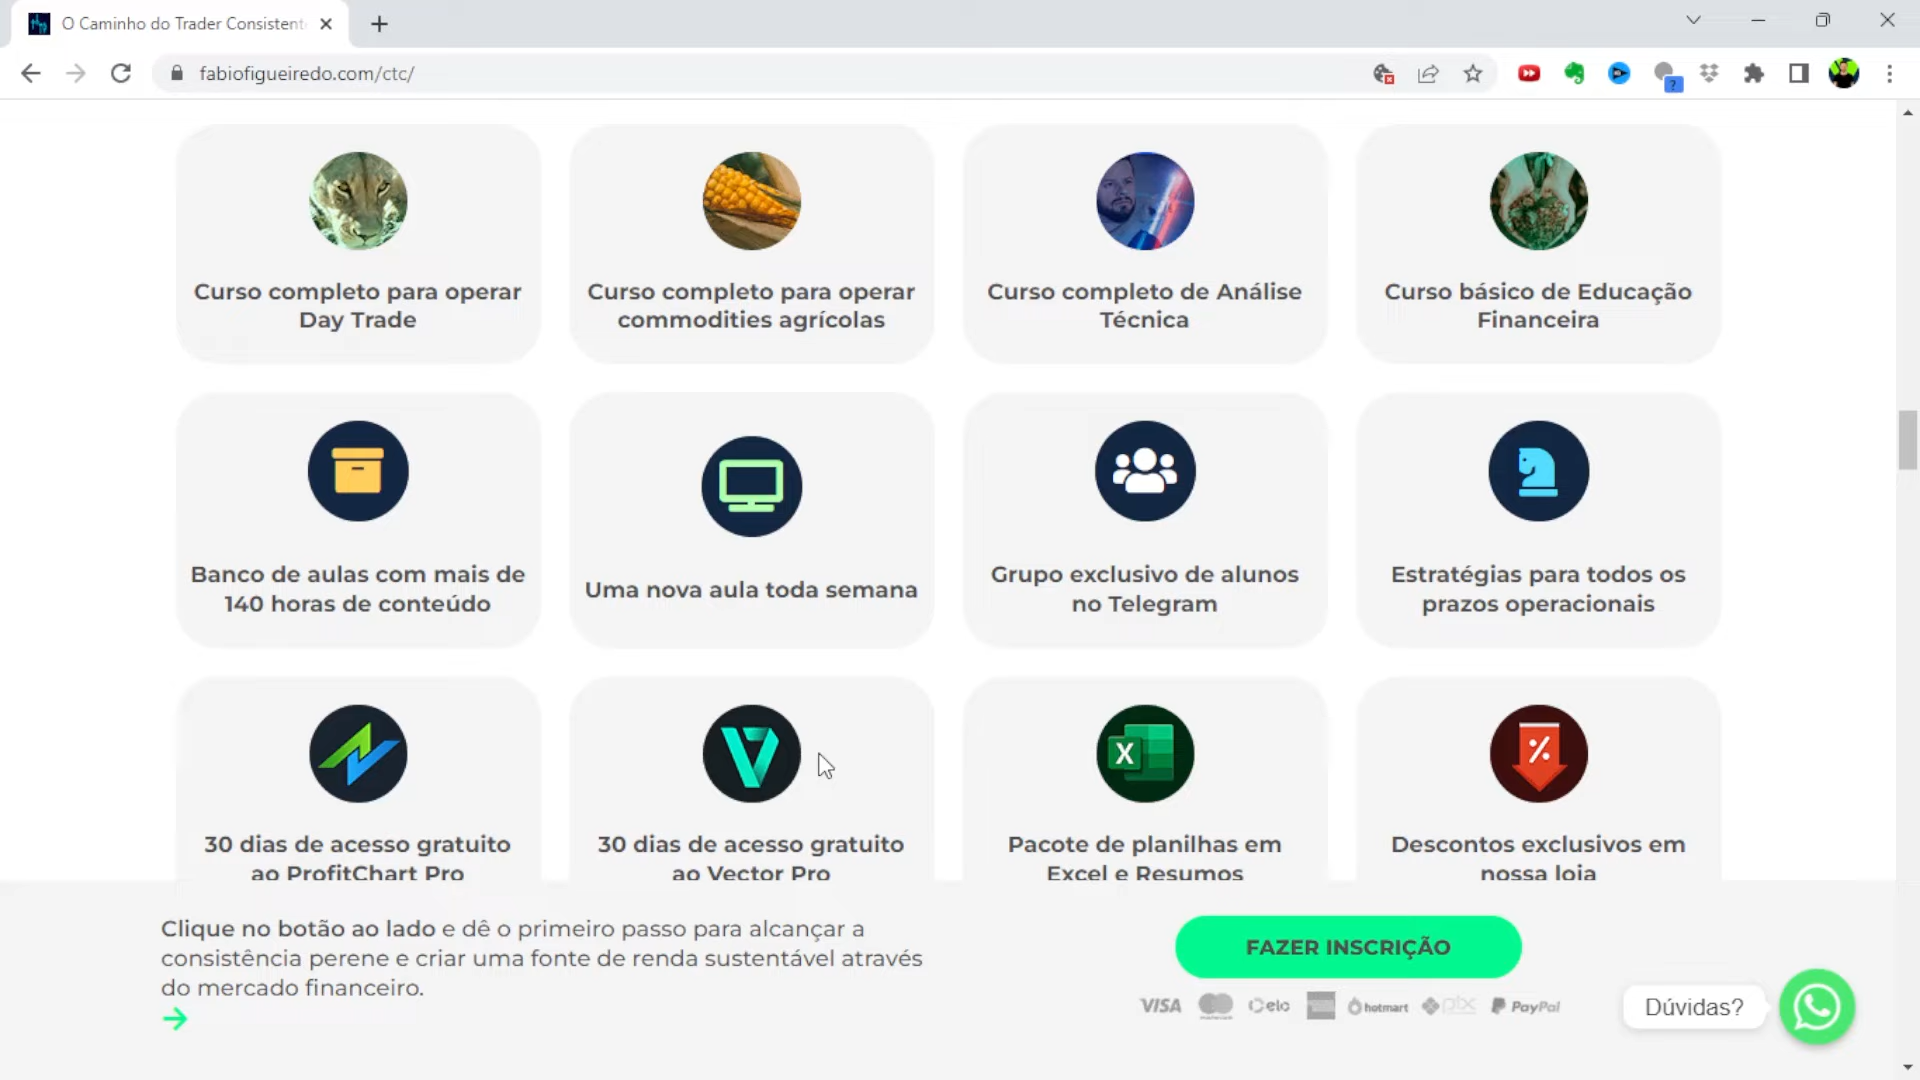 O Caminho do Trader Consistent
fabiofigueiredo.com/ctc/
?
Curso completo para operar
Day Trade
Curso completo para operar
commodities agrícolas
Curso completo de Análise
Técnica
Curso básico de Educação
Financeira
Banco de aulas com mais de
140 horas de conteúdo
Uma nova aula toda semana
Grupo exclusivo de alunos
no Telegram
Estratégias para todos os
prazos operacionais
X
%
30 dias de acesso gratuito
ao ProfitChart Pro
30 dias de acesso gratuito
ao Vector Pro
Pacote de planilhas em
Excel e Resumos
Descontos exclusivos em
nossa loja
Clique no botão ao lado e dê o primeiro passo para alcançar a
consistência perene e criar uma fonte de renda sustentável através
do mercado financeiro.
FAZER INSCRIÇÃO
VISA elo hotmart pix PayPal
Dúvidas?